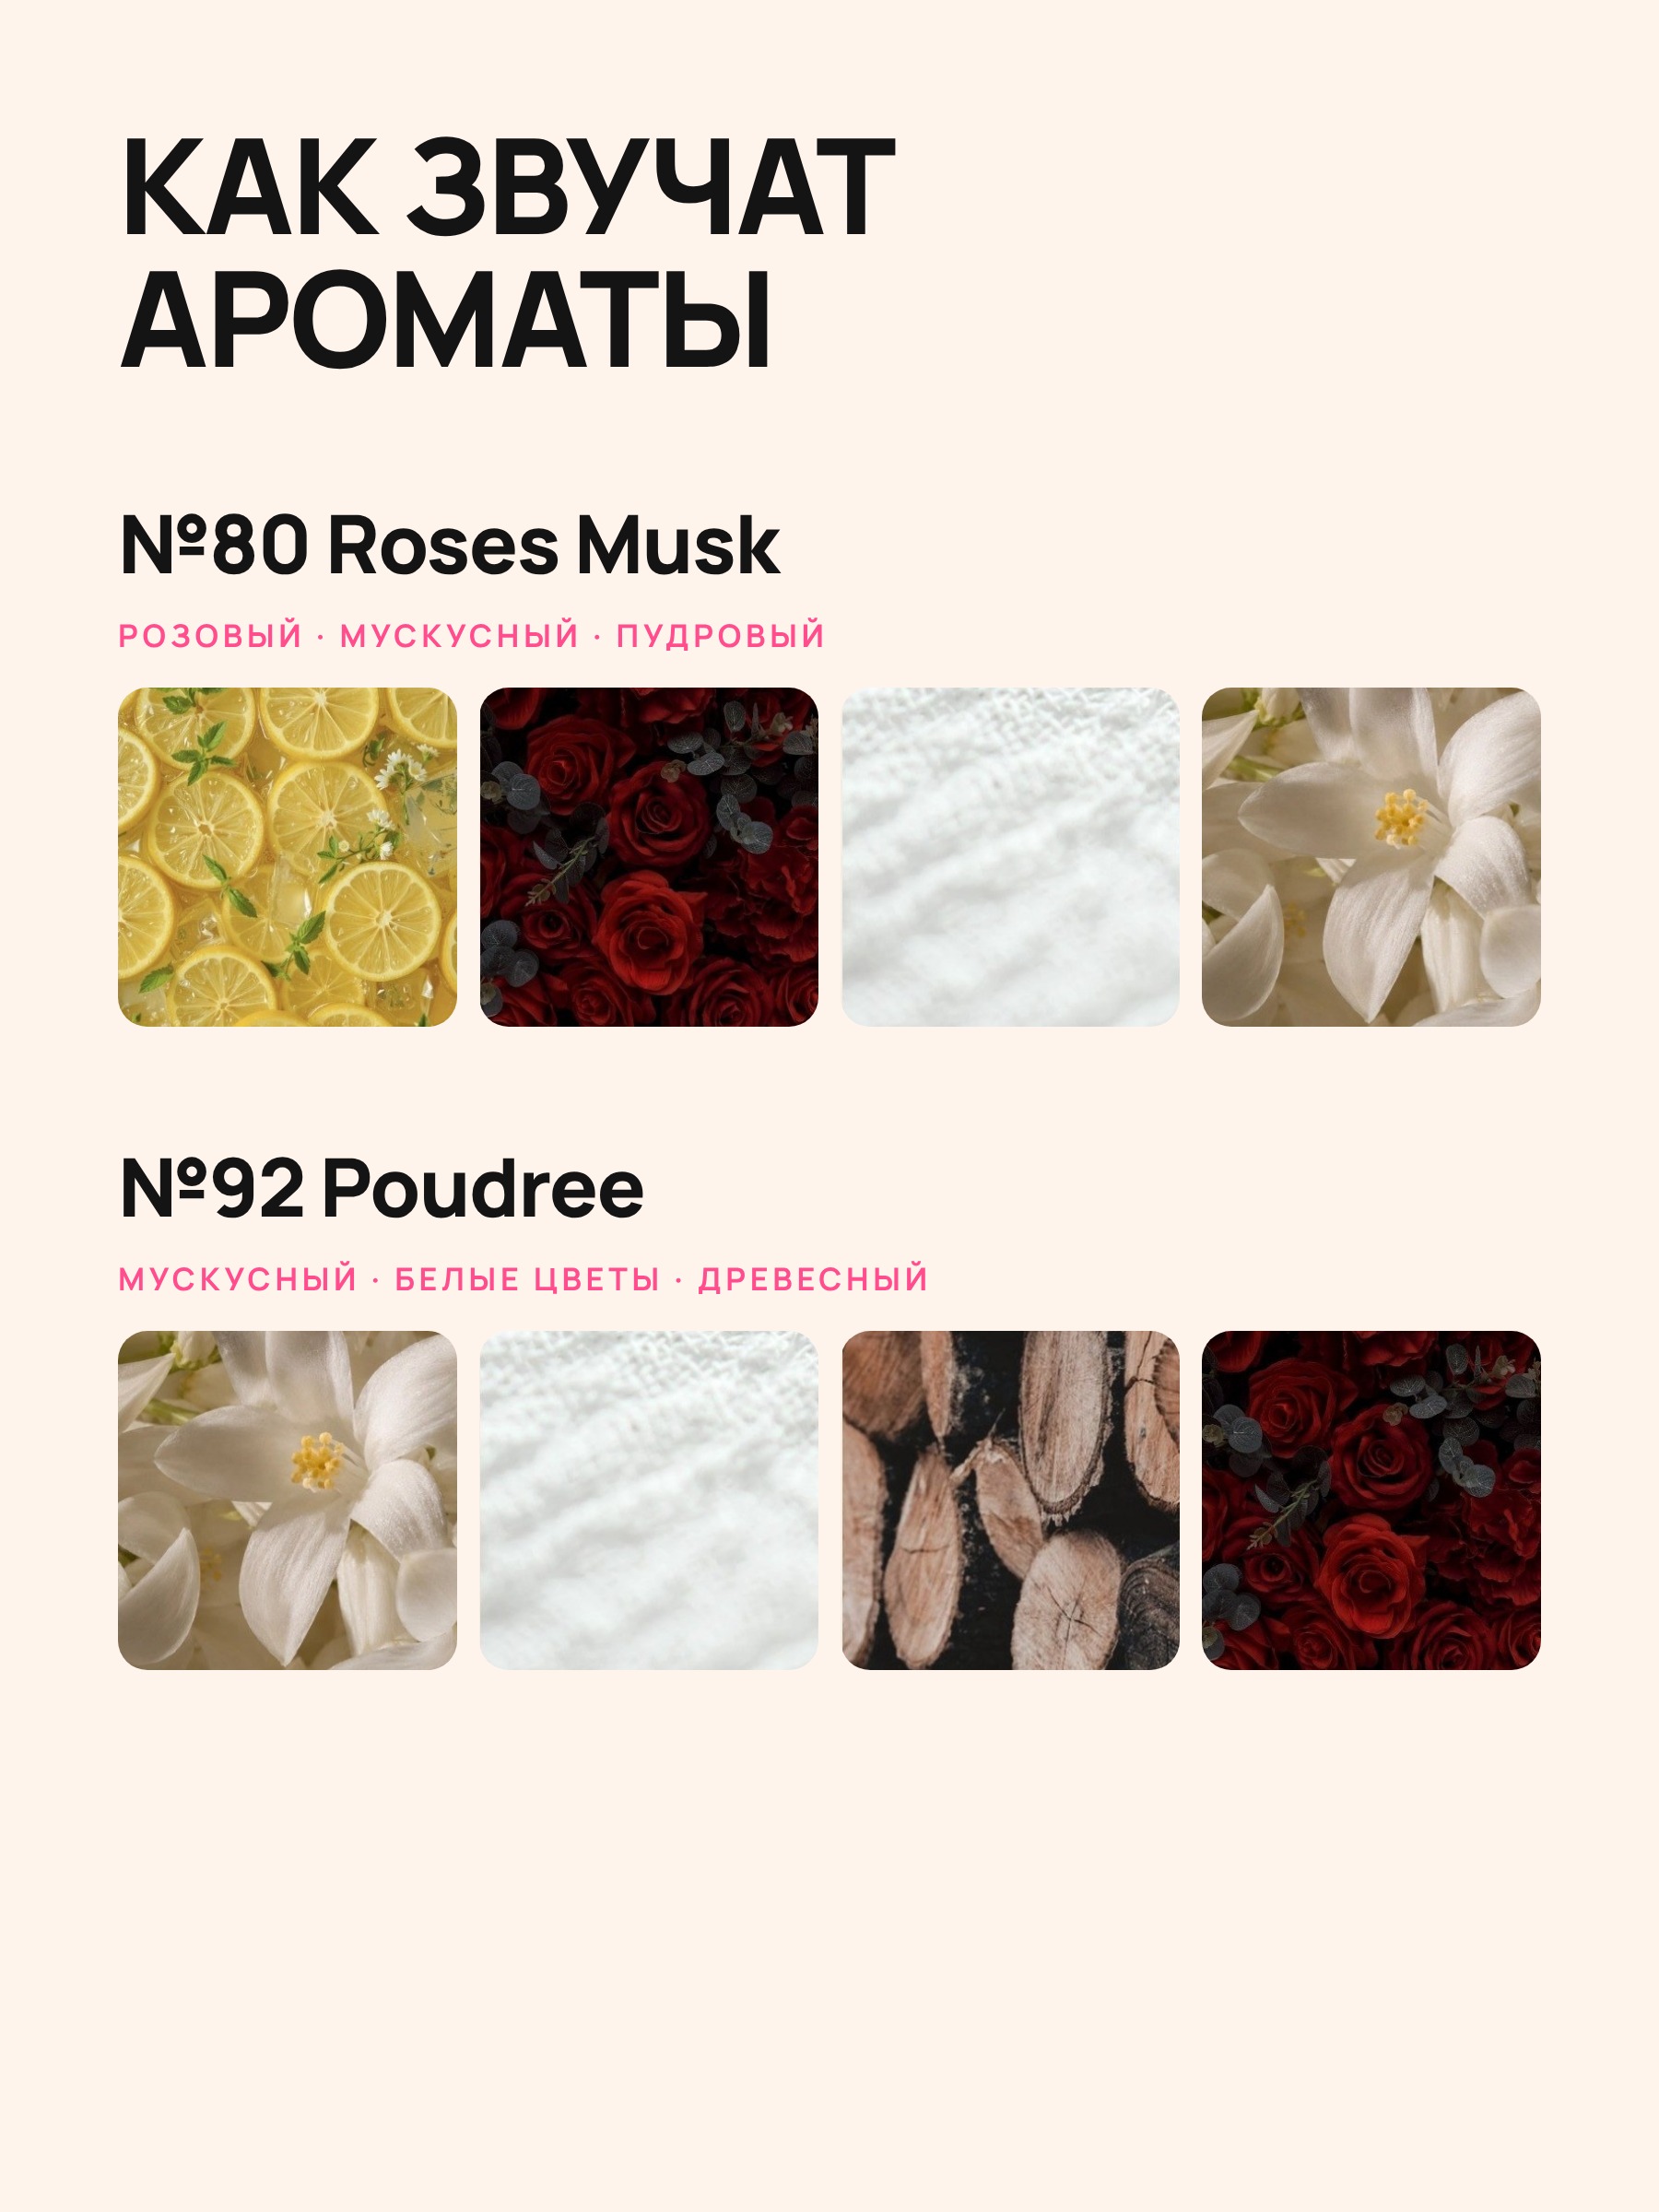 КАК ЗВУЧАТ
АРОМАТЫ
№80 Roses Musk
РОЗОВЫЙ · МУСКУСНЫЙ · ПУДРОВЫЙ
№92 Poudree
МУСКУСНЫЙ · БЕЛЫЕ ЦВЕТЫ · ДРЕВЕСНЫЙ